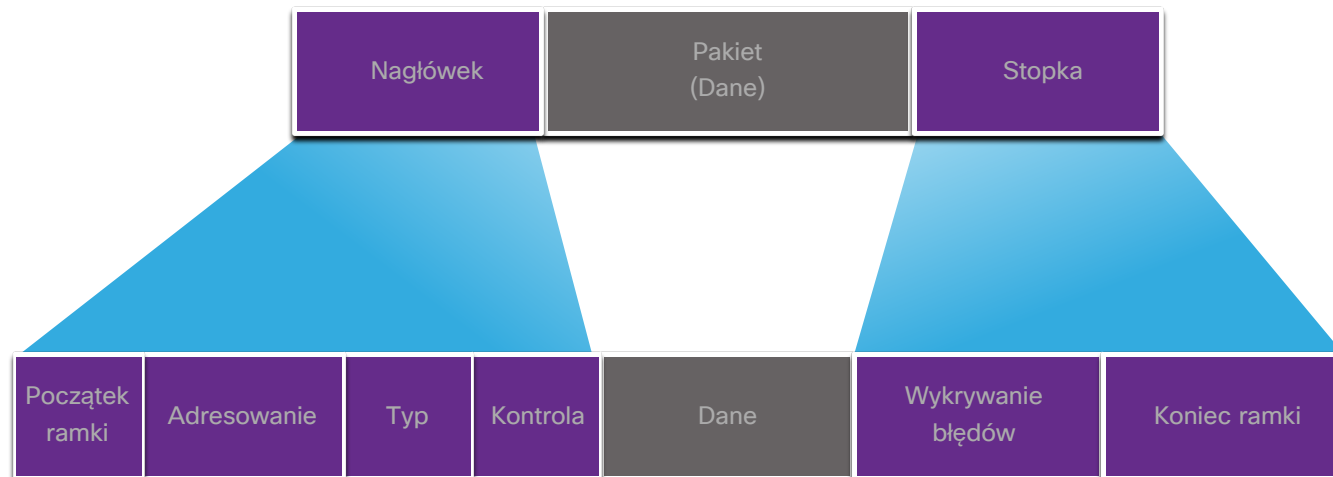 Nagłówek
Pakiet
(Dane)
Stopka
Początek
ramki
Adresowanie
Typ
Kontrola
Dane
Wykrywanie
błędów
Koniec ramki